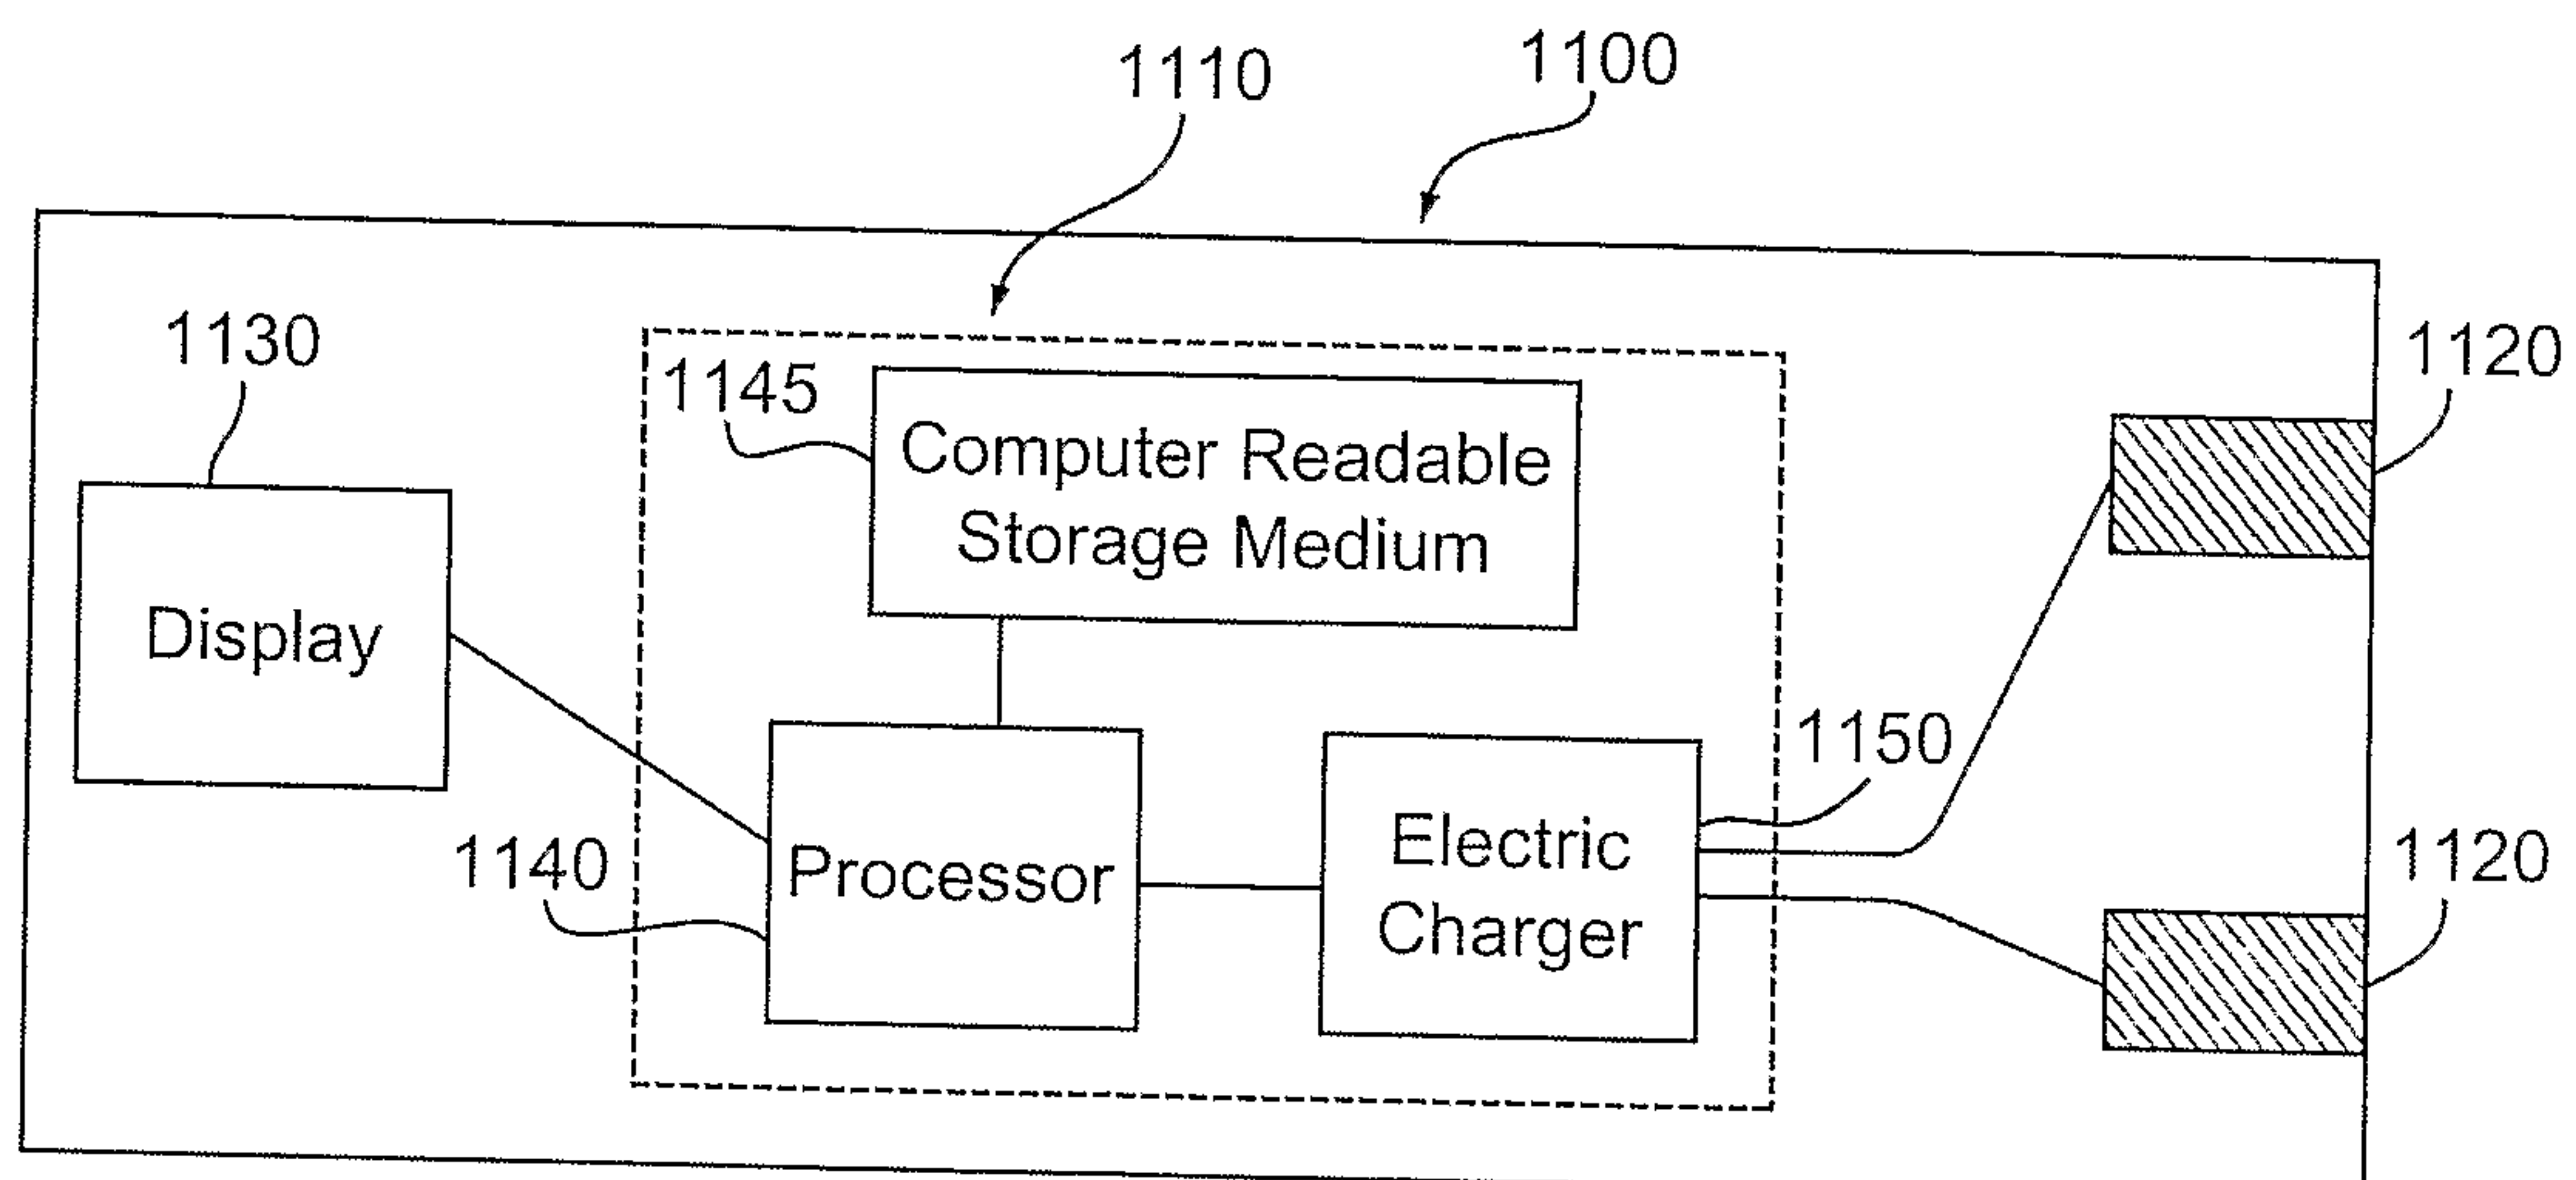 1100
1110
1130
1145
1120
Computer Readable
Storage Medium
Display
1150
1140
Processor
Electric
Charger
1120